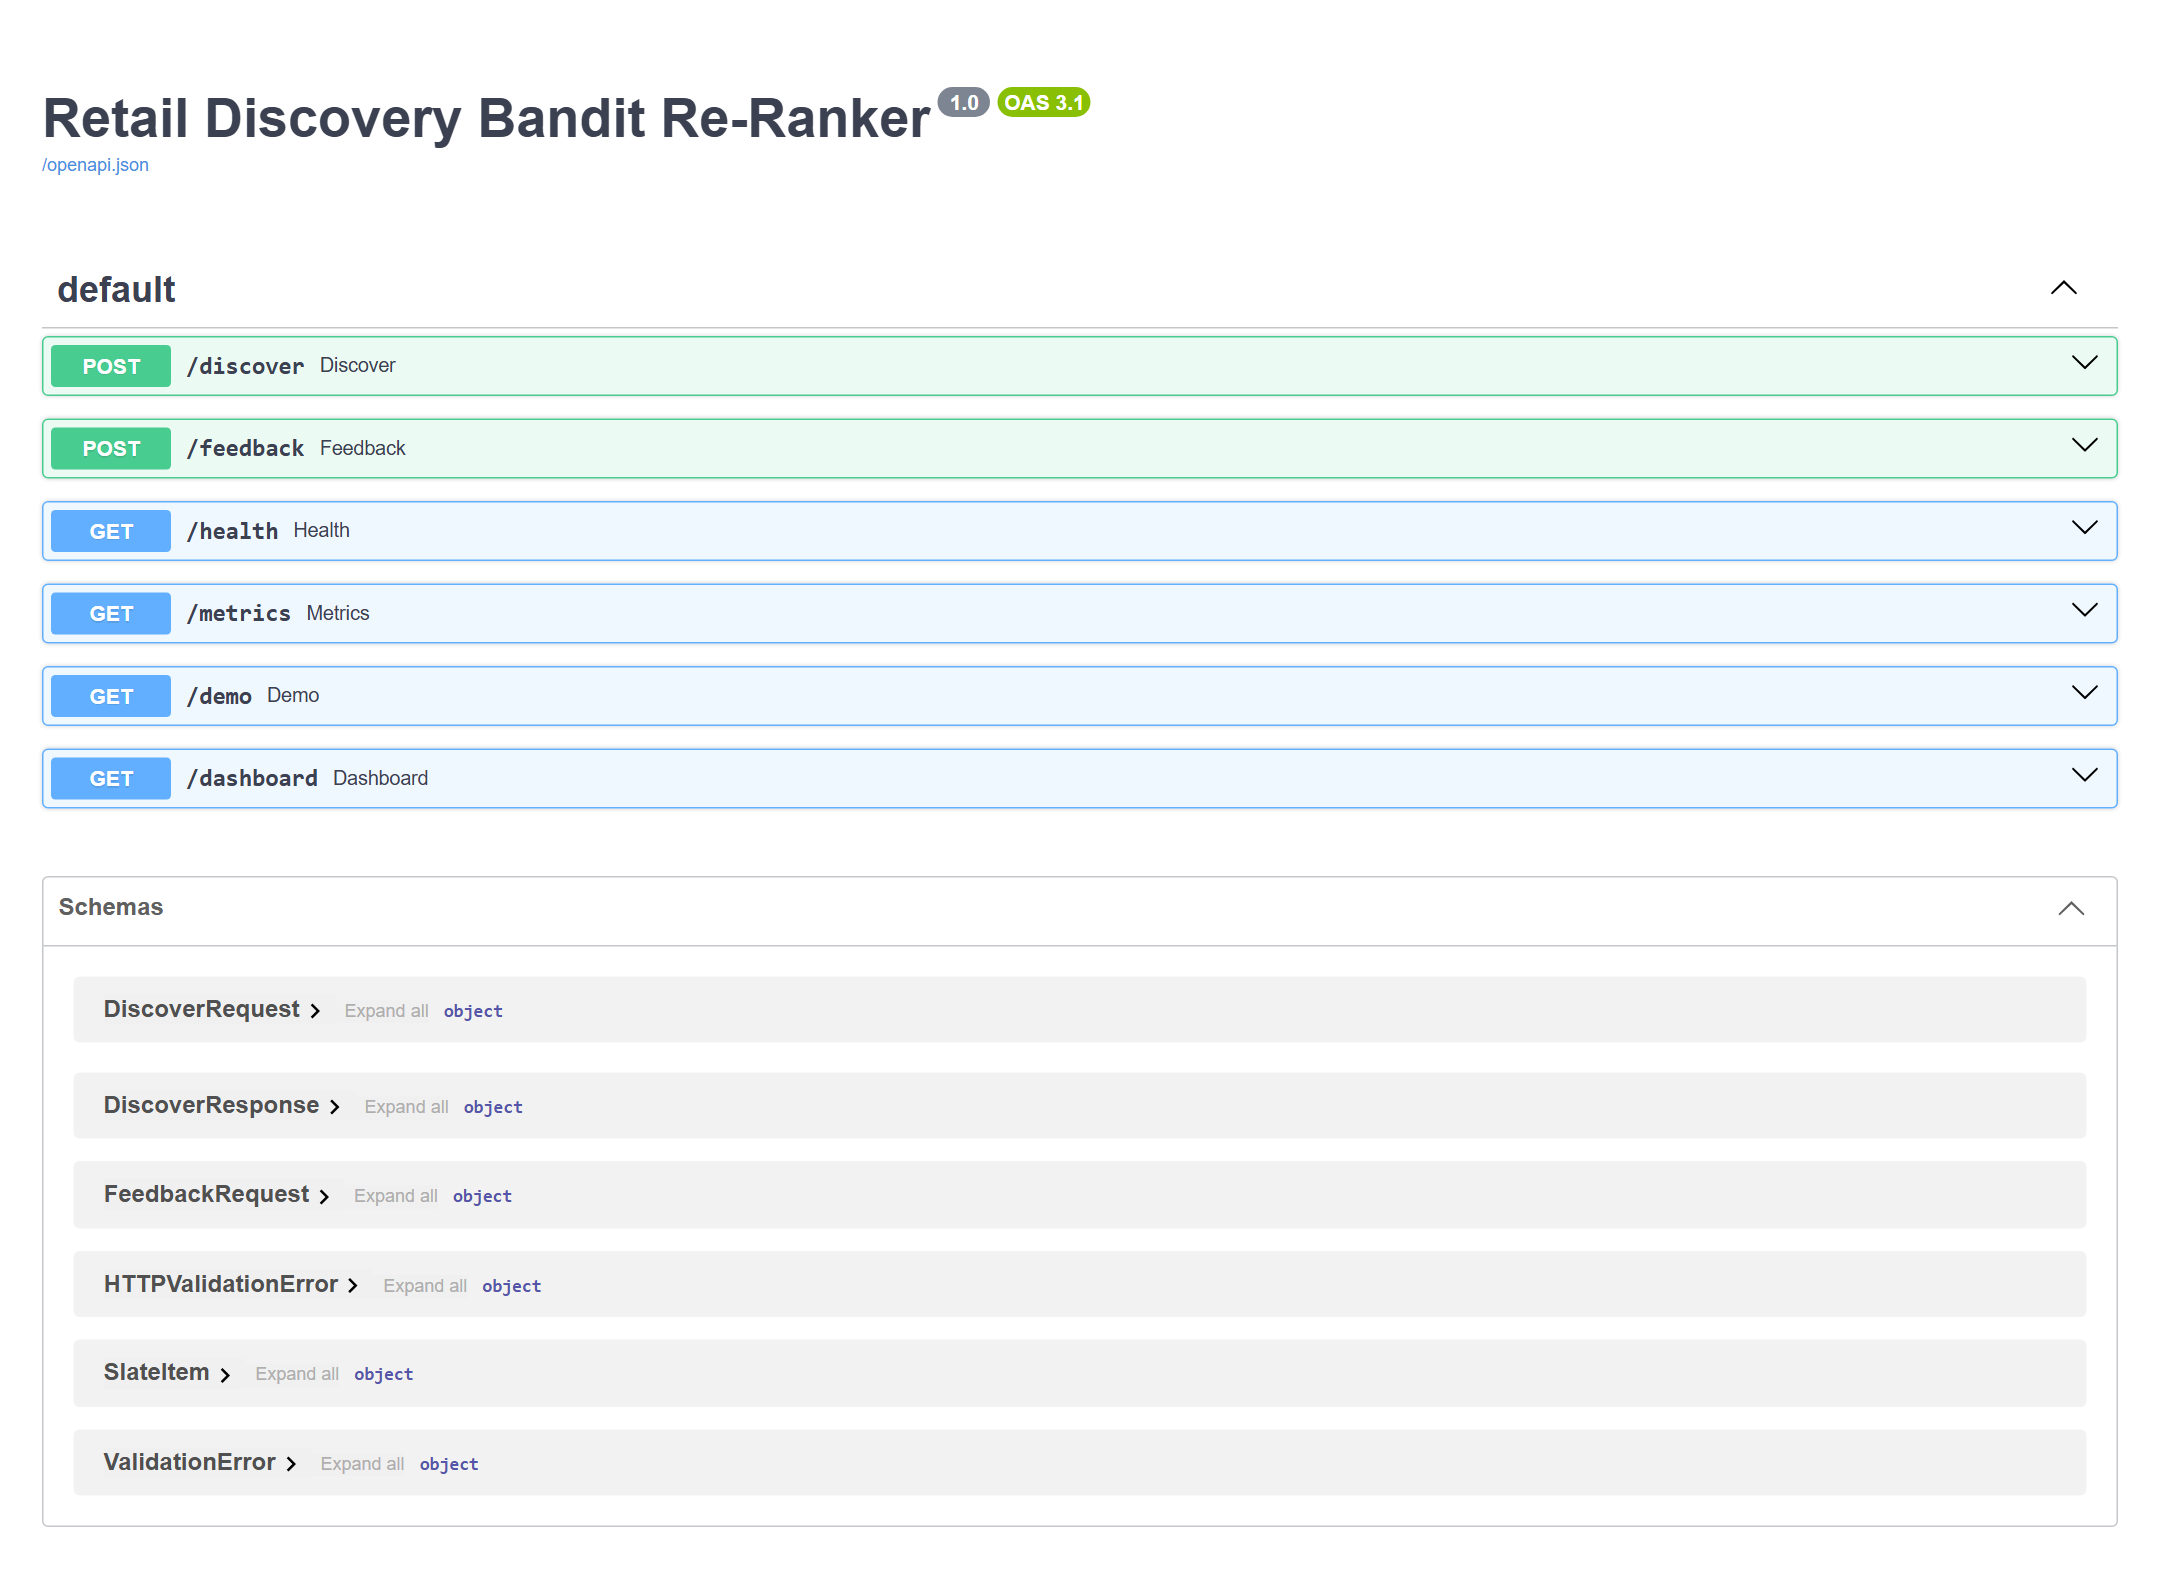 Retail Discovery Bandit Re-Ranker 1.0 OAS 3.1
/openapi.json
default
POST /discover Discover
POST /feedback Feedback
GET /health Health
GET /metrics Metrics
GET /demo Demo
GET /dashboard Dashboard
Schemas
DiscoverRequest Expand all object
DiscoverResponse Expand all object
FeedbackRequest Expand all object
HTTPValidationError Expand all object
SlateItem Expand all object
ValidationError Expand all object